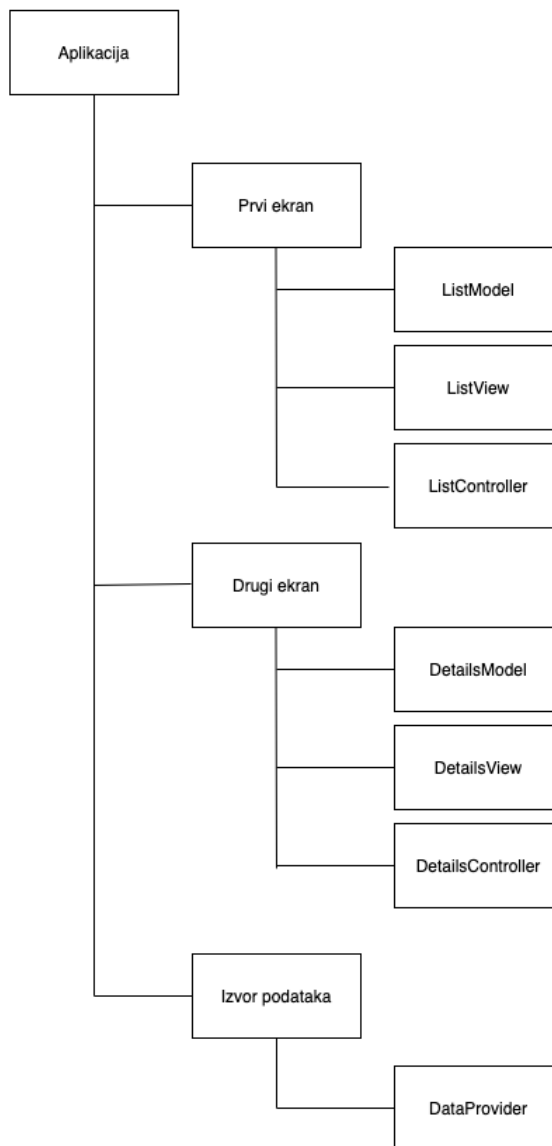 Aplikacija
Prvi ekran
ListModel
ListView
ListController
Drugi ekran
DetailsModel
DetailsView
DetailsController
Izvor podataka
DataProvider